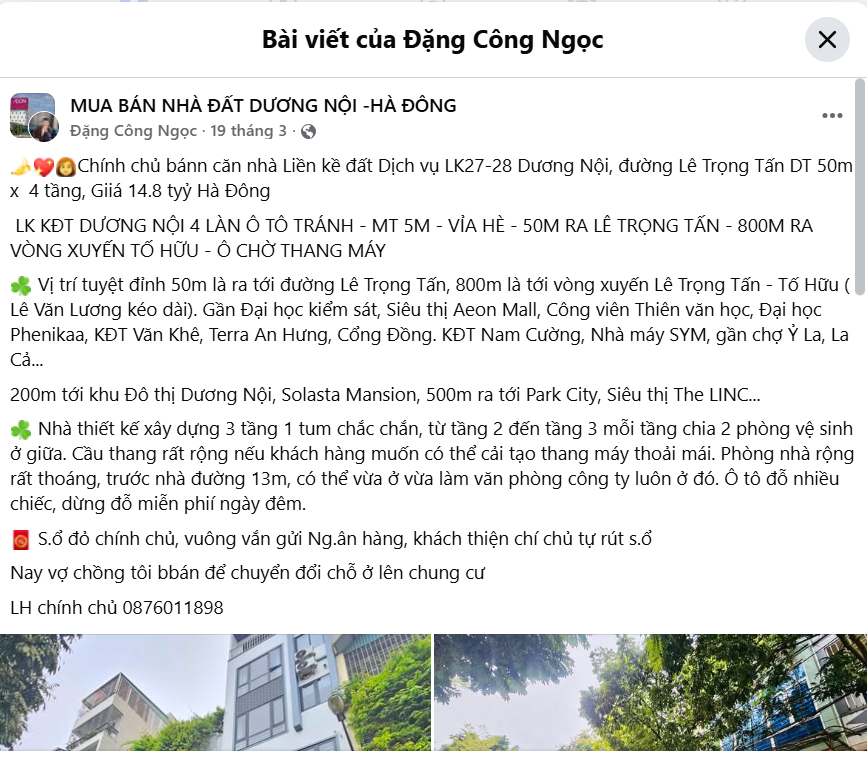 Bài viết của Đặng Công Ngọc
MUA BÁN NHÀ ĐẤT DƯƠNG NỘI -HÀ ĐÔNG
Đặng Công Ngọc · 19 tháng 3 ·
Chính chủ bánn căn nhà Liền kề đất Dịch vụ LK27-28 Dương Nội, đường Lê Trọng Tấn DT 50m
x 4 tầng, Giiá 14.8 tyỷ Hà Đông
LK KĐT DƯƠNG NỘI 4 LÀN Ô TÔ TRÁNH - MT 5M - VỈA HÈ - 50M RA LÊ TRỌNG TẤN - 800M RA
VÒNG XUYẾN TỐ HỮU - Ô CHỜ THANG MÁY
Vị trí tuyệt đỉnh 50m là ra tới đường Lê Trọng Tấn, 800m là tới vòng xuyến Lê Trọng Tấn - Tố Hữu (
Lê Văn Lương kéo dài). Gần Đại học kiểm sát, Siêu thị Aeon Mall, Công viên Thiên văn học, Đại học
Phenikaa, KĐT Văn Khê, Terra An Hưng, Cổng Đồng. KĐT Nam Cường, Nhà máy SYM, gần chợ Ỷ La, La
Cả...
200m tới khu Đô thị Dương Nội, Solasta Mansion, 500m ra tới Park City, Siêu thị The LINC...
Nhà thiết kế xây dựng 3 tầng 1 tum chắc chắn, từ tầng 2 đến tầng 3 mỗi tầng chia 2 phòng vệ sinh
ở giữa. Cầu thang rất rộng nếu khách hàng muốn có thể cải tạo thang máy thoải mái. Phòng nhà rộng
rất thoáng, trước nhà đường 13m, có thể vừa ở vừa làm văn phòng công ty luôn ở đó. Ô tô đỗ nhiều
chiếc, dừng đỗ miễn phí ngày đêm.
S.ổ đỏ chính chủ, vuông vắn gửi Ng.ân hàng, khách thiện chí chủ tự rút s.ổ
Nay vợ chồng tôi bbán để chuyển đổi chỗ ở lên chung cư
LH chính chủ 0876011898